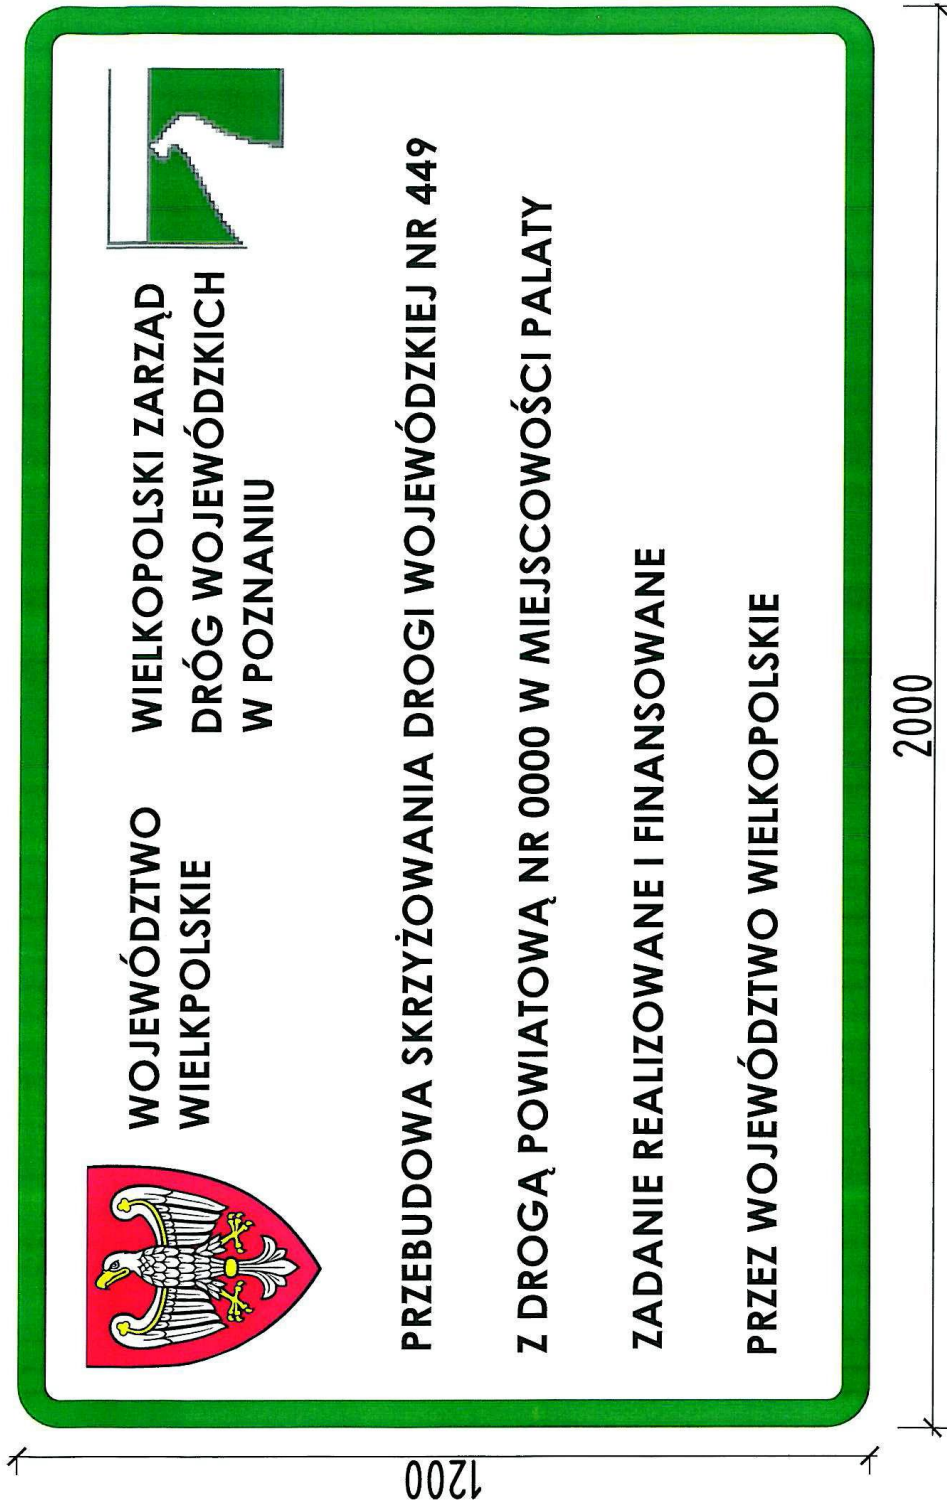 WOJEWÓDZTWO
WIELKPOLSKIE
WIELKOPOLSKI ZARZĄD
DRÓG WOJEWÓDZKICH
W POZNANIU
PRZEBUDOWA SKRZYŻOWANIA DROGI WOJEWÓDZKIEJ NR 449
Z DROGĄ POWIATOWĄ NR 0000 W MIEJSCOWOŚCI PALATY
ZADANIE REALIZOWANE I FINANSOWANE
PRZEZ WOJEWÓDZTWO WIELKOPOLSKIE
2000
1200